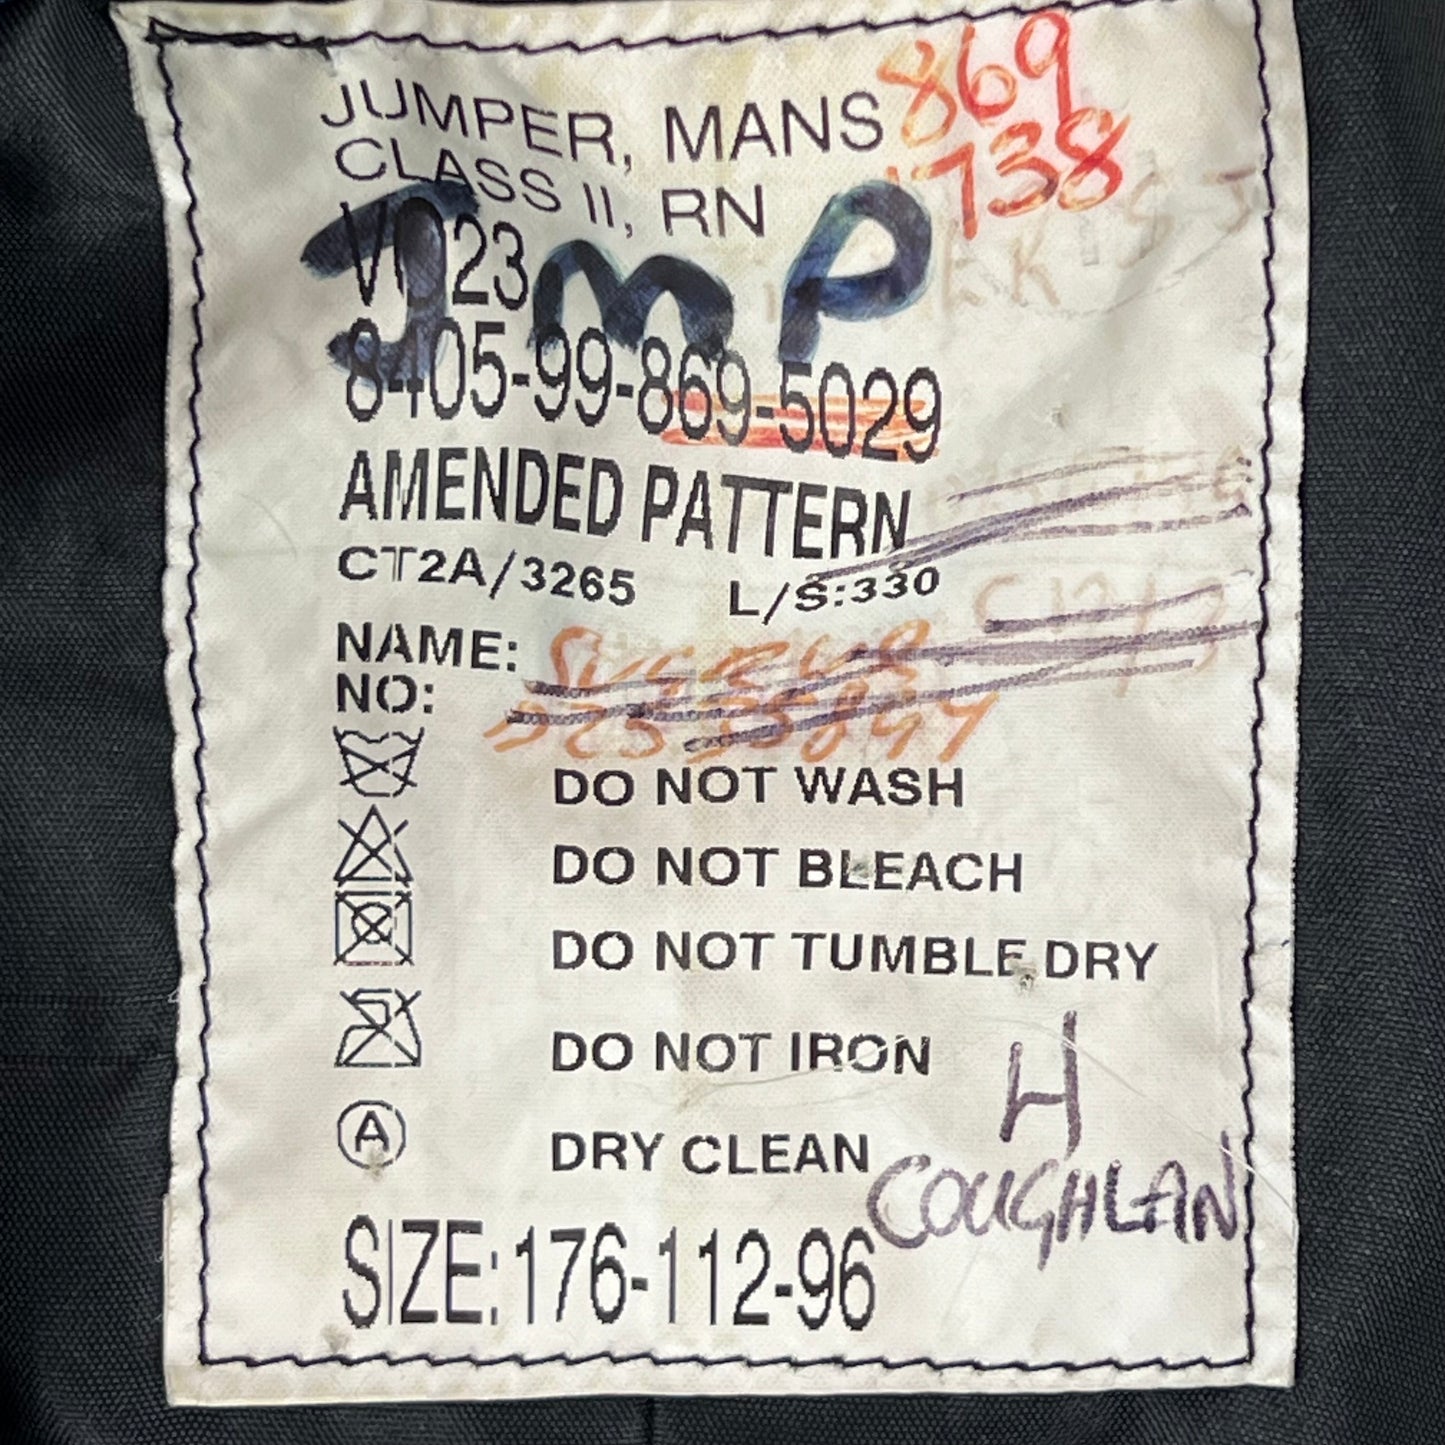 JUMPER, MANS 869
CLASS II, RN 738
V023
JMP
8405-99-869-5029
AMENDED PATTERN
CT2A/3265 L/S:330
NAME:
NO:
DO NOT WASH
DO NOT BLEACH
DO NOT TUMBLE DRY
DO NOT IRON
H
A DRY CLEAN
COUGHLAN
SIZE:176-112-96